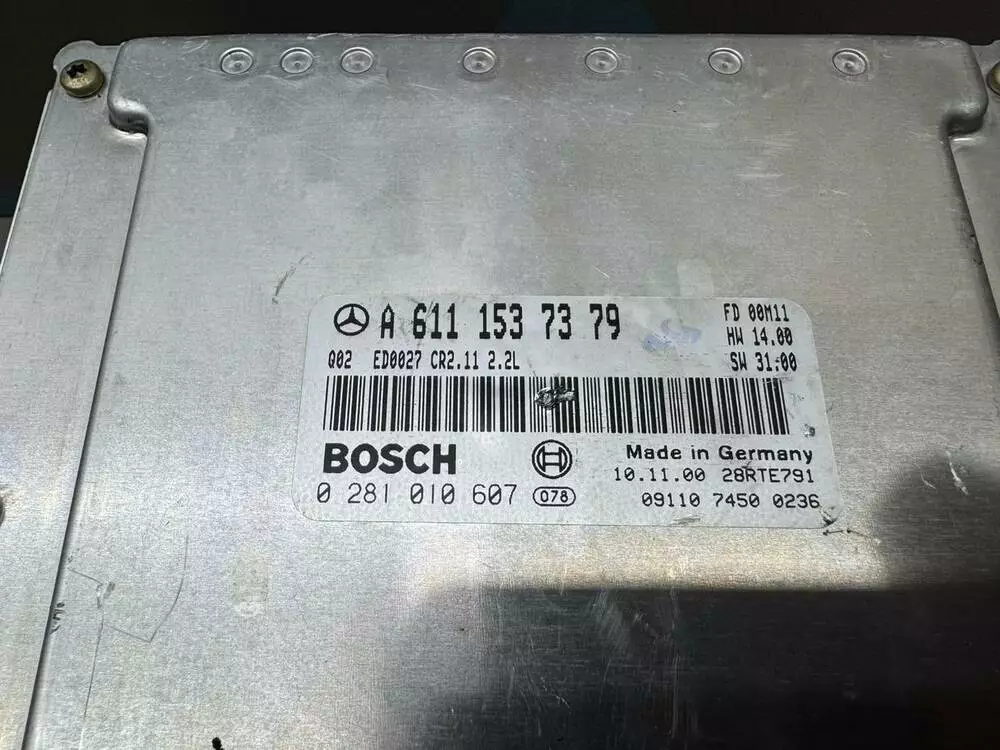 A 611 153 73 79
FD 00M11
HW 14.00
Q02 ED0027 CR2.11 2.2L
SW 31.00
BOSCH
Made in Germany
10.11.00 28RTE791
0 281 010 607 078
09110 7450 0236